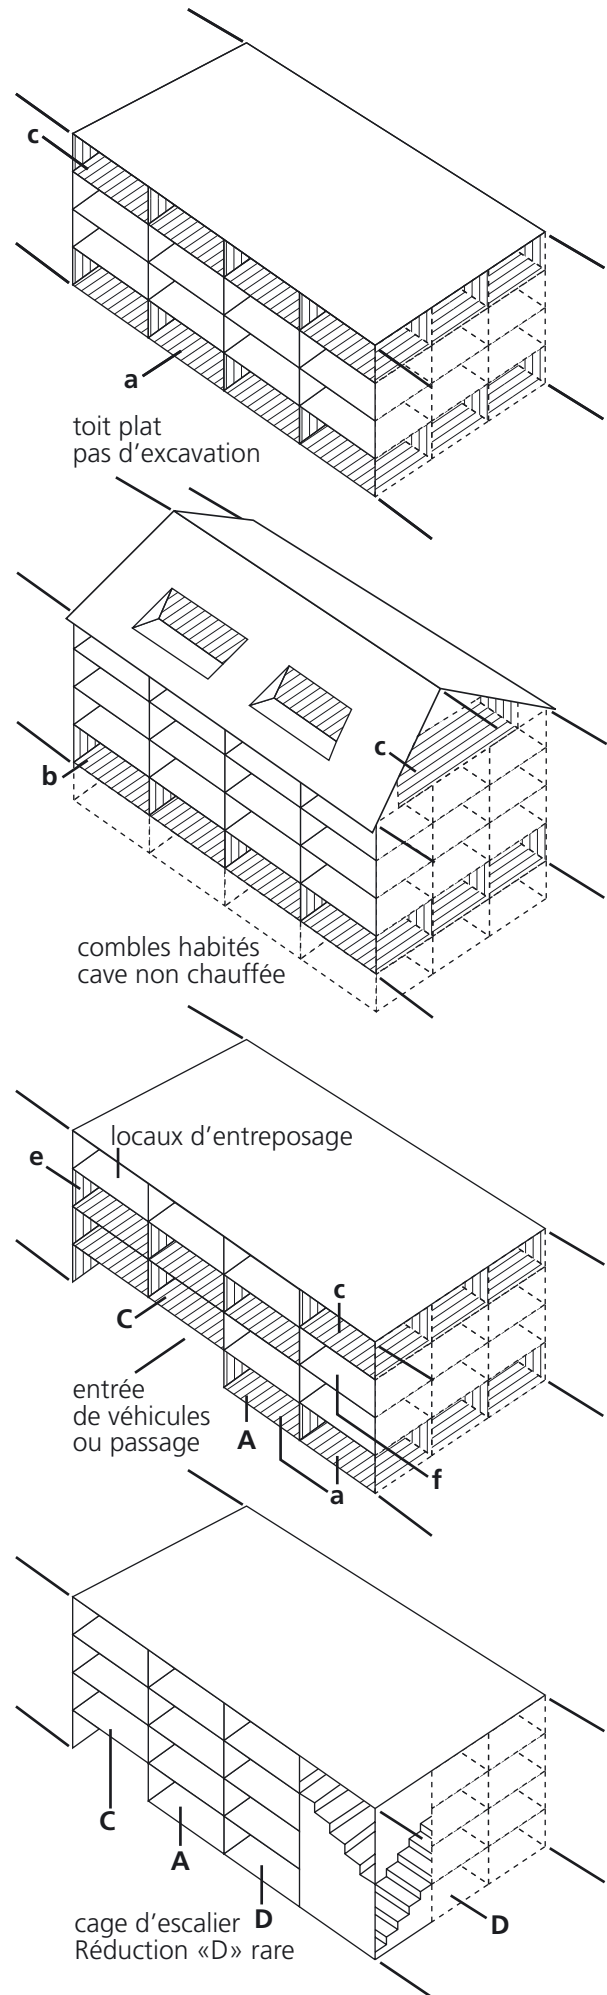 c
a
toit plat
pas d'excavation
c
b
combles habités
cave non chauffée
locaux d'entreposage
e
c
C
entrée
de véhicules
ou passage
A
a
f
C
A
D
D
cage d'escalier
Réduction «D» rare